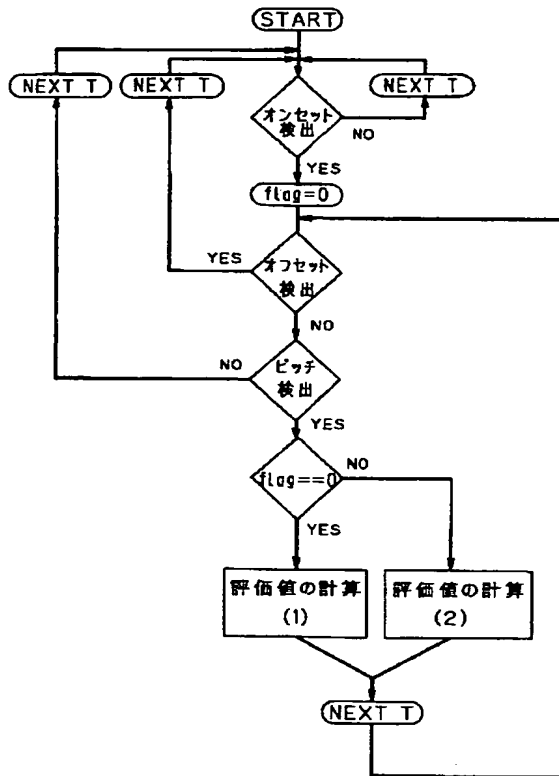 START
NEXT T
NEXT T
NEXT T
オンセット
検出
NO
YES
flag=0
YES
オフセット
検出
NO
NO
ピッチ
検出
YES
flag==0
NO
YES
評価値の計算
(1)
評価値の計算
(2)
NEXT T